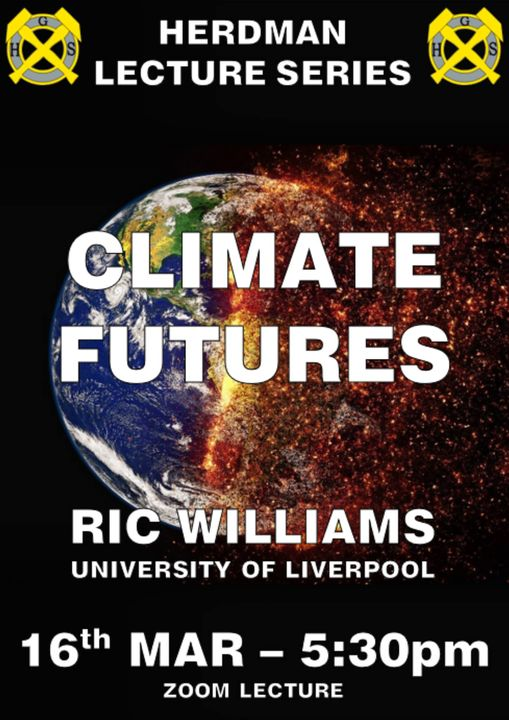 HERDMAN
LECTURE SERIES
G
H S
G
H S
CLIMATE
FUTURES
RIC WILLIAMS
UNIVERSITY OF LIVERPOOL
16th MAR – 5:30pm
ZOOM LECTURE